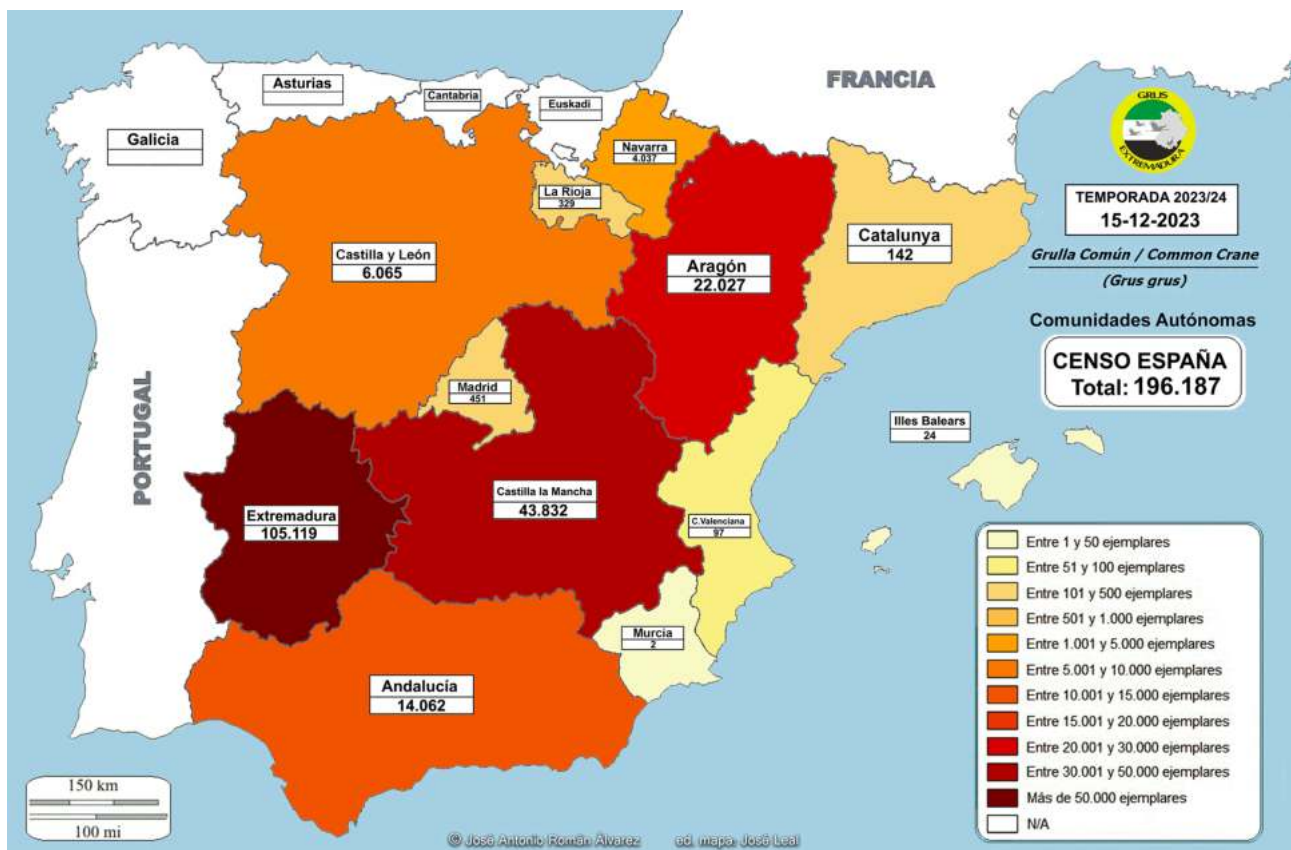 FRANCIA
GRUS
EXTREMADURA
Asturias
Cantabria
Euskadi
Galicia
Navarra
4.037
La Rioja
329
TEMPORADA 2023/24
15-12-2023
Castilla y León
6.065
Aragón
22.027
Catalunya
142
Grulla Común / Common Crane
(Grus grus)
Comunidades Autónomas
CENSO ESPAÑA
Total: 196.187
Madrid
451
PORTUGAL
Illes Balears
24
Extremadura
105.119
Castilla la Mancha
43.832
C.Valenciana
97
Murcia
2
Andalucía
14.062
Entre 1 y 50 ejemplares
Entre 51 y 100 ejemplares
Entre 101 y 500 ejemplares
Entre 501 y 1.000 ejemplares
Entre 1.001 y 5.000 ejemplares
Entre 5.001 y 10.000 ejemplares
Entre 10.001 y 15.000 ejemplares
Entre 15.001 y 20.000 ejemplares
Entre 20.001 y 30.000 ejemplares
Entre 30.001 y 50.000 ejemplares
Más de 50.000 ejemplares
N/A
150 km
100 mi
© José Antonio Román Álvarez ed. mapa: José Leal